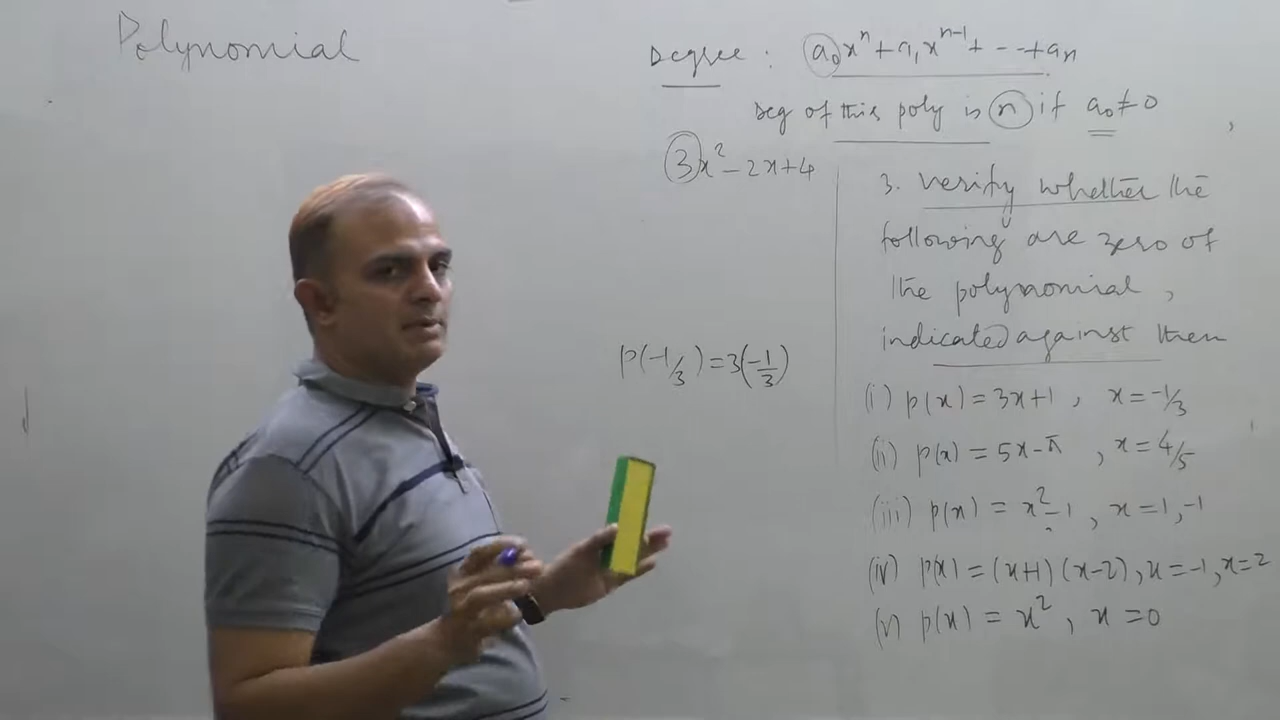 Polynomial
Degree : a₀xⁿ + a₁xⁿ⁻¹ + - - + aₙ
Deg of this poly is n if a₀ ≠ 0
3x² - 2x + 4
3. Verify whether the
following are zero of
the polynomial,
indicated against them
P(-1/3) = 3(-1/3)
(i) p(x) = 3x+1 , x = -1/3
(ii) p(x) = 5x-π , x = 4/5
(iii) p(x) = x²-1 , x = 1, -1
(iv) p(x) = (x+1)(x-2), x = -1, x=2
(v) p(x) = x² , x = 0